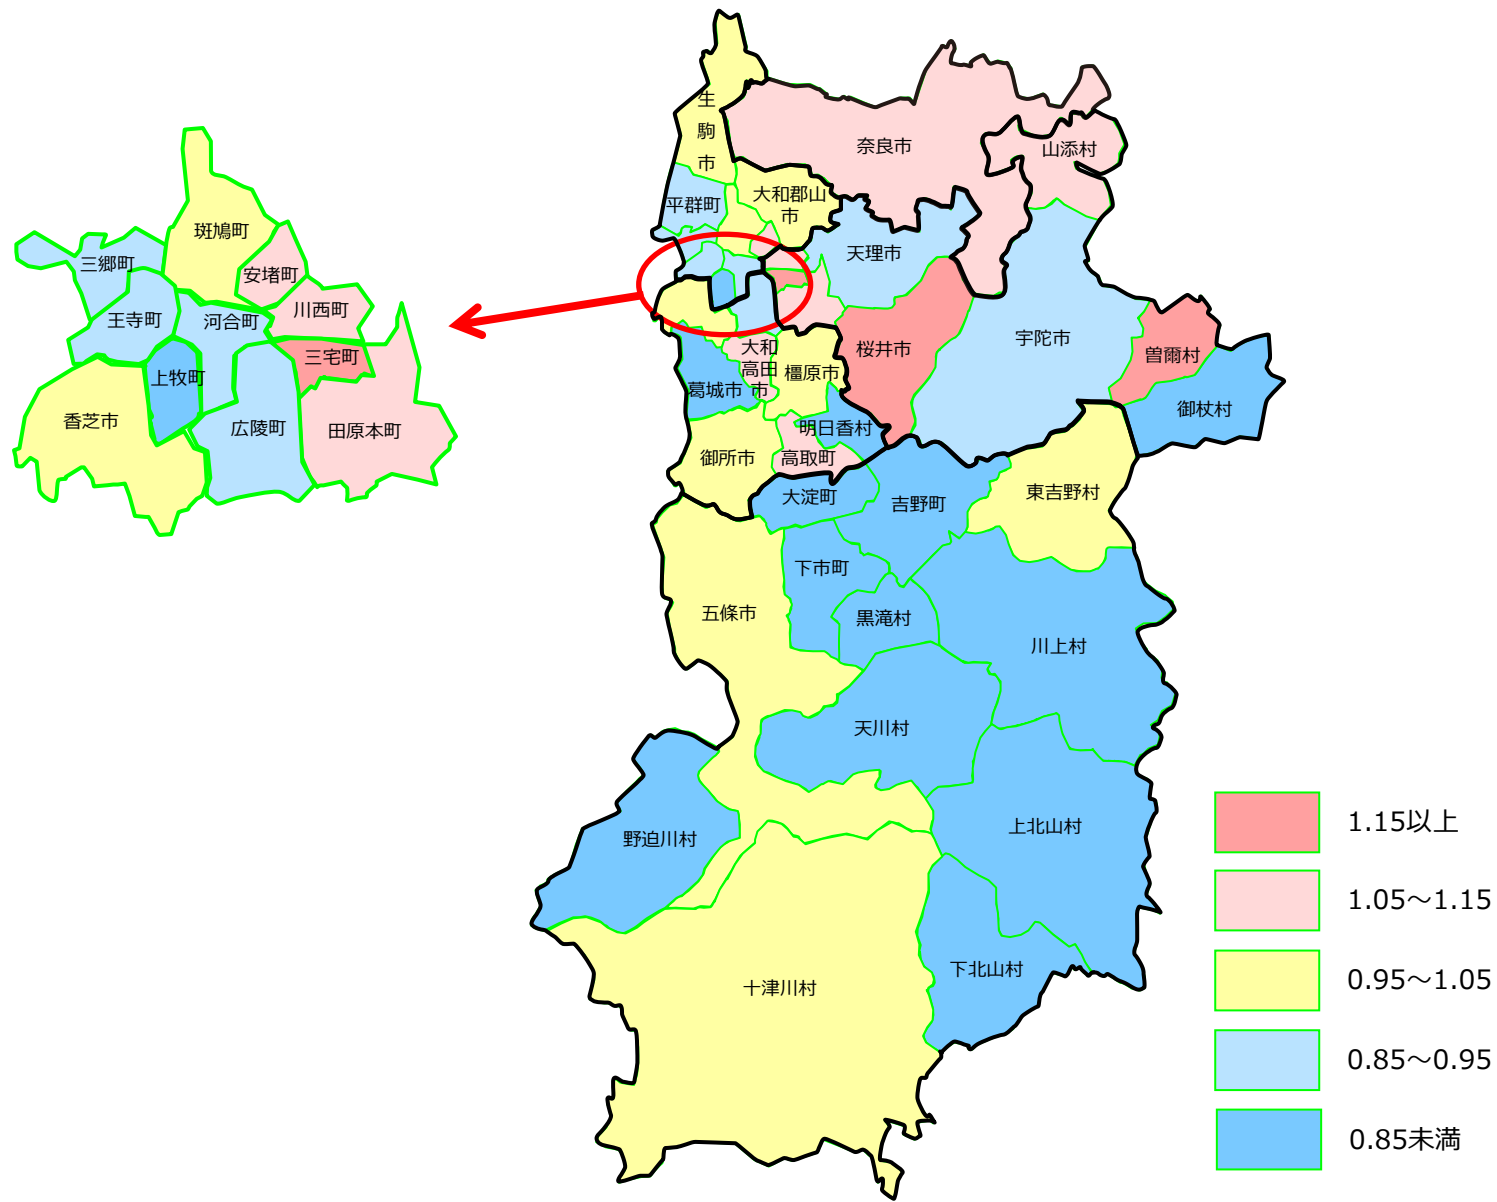 生
駒
市
奈良市
山添村
大和郡山
市
平群町
天理市
宇陀市
桜井市
曽爾村
御杖村
大和
高田
市
橿原市
葛城市
明日香村
御所市
高取町
大淀町
吉野町
東吉野村
下市町
黒滝村
五條市
川上村
天川村
野迫川村
上北山村
下北山村
十津川村
斑鳩町
三郷町
安堵町
川西町
王寺町
河合町
三宅町
上牧町
香芝市
広陵町
田原本町
1.15以上
1.05～1.15
0.95～1.05
0.85～0.95
0.85未満